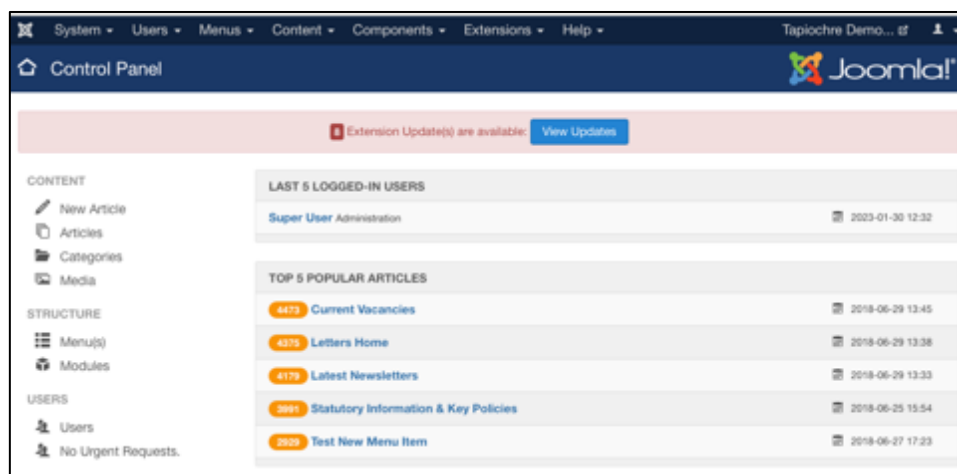 System Users Menus Content Components Extensions Help Tapiochre Demo...
Control Panel Joomla!
Extension Update(s) are available: View Updates
CONTENT
New Article
Articles
Categories
Media
STRUCTURE
Menu(s)
Modules
USERS
Users
No Urgent Requests.
LAST 5 LOGGED-IN USERS
Super User Administration 2023-01-30 12:32
TOP 5 POPULAR ARTICLES
4473 Current Vacancies 2018-06-29 13:45
4375 Letters Home 2018-06-29 13:38
4179 Latest Newsletters 2018-06-29 13:33
3991 Statutory Information & Key Policies 2018-06-25 15:54
2929 Test New Menu Item 2018-06-27 17:23